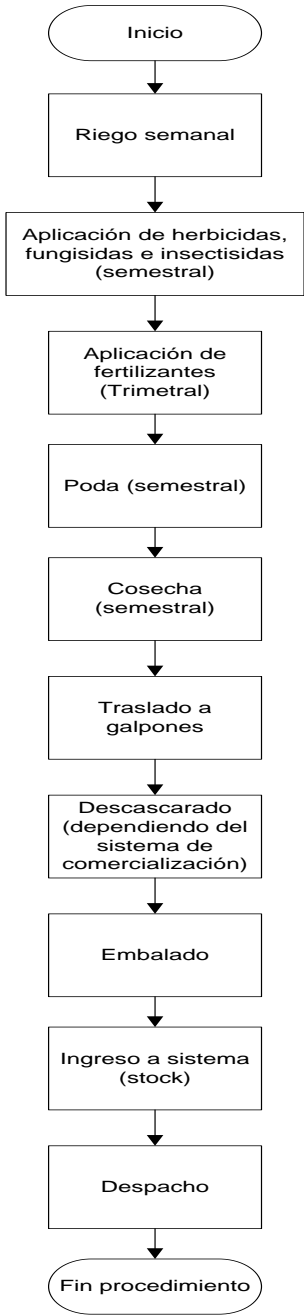 Inicio
Riego semanal
Aplicación de herbicidas,
fungisidas e insectisidas
(semestral)
Aplicación de
fertilizantes
(Trimetral)
Poda (semestral)
Cosecha
(semestral)
Traslado a
galpones
Descascarado
(dependiendo del
sistema de
comercialización)
Embalado
Ingreso a sistema
(stock)
Despacho
Fin procedimiento